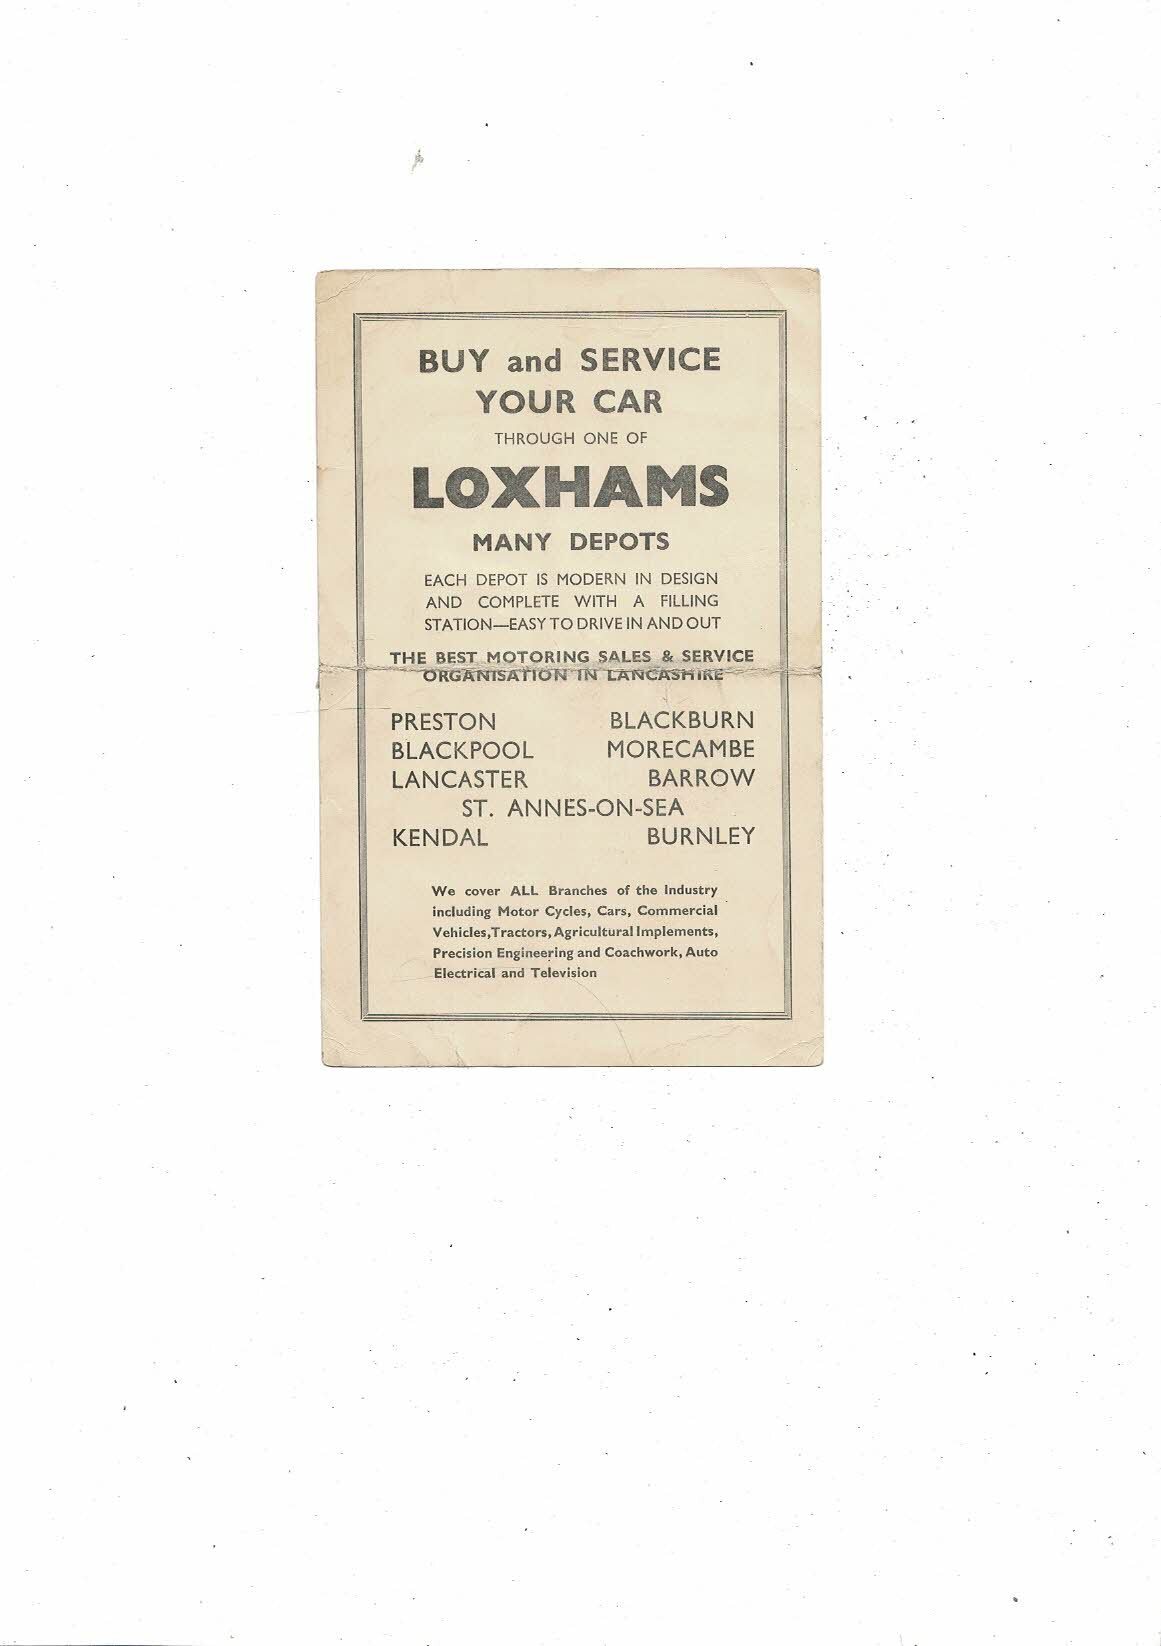 BUY and SERVICE
YOUR CAR
THROUGH ONE OF
LOXHAMS
MANY DEPOTS
EACH DEPOT IS MODERN IN DESIGN
AND COMPLETE WITH A FILLING
STATION—EASY TO DRIVE IN AND OUT
THE BEST MOTORING SALES & SERVICE
ORGANISATION IN LANCASHIRE
PRESTON BLACKBURN
BLACKPOOL MORECAMBE
LANCASTER BARROW
ST. ANNES-ON-SEA
KENDAL BURNLEY
We cover ALL Branches of the Industry
including Motor Cycles, Cars, Commercial
Vehicles, Tractors, Agricultural Implements,
Precision Engineering and Coachwork, Auto
Electrical and Television